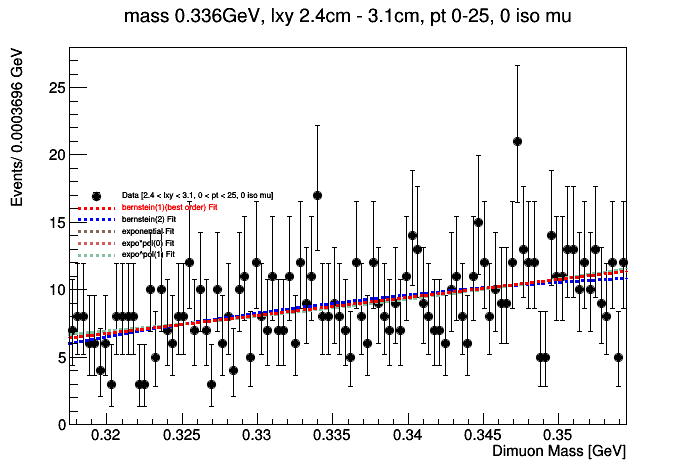 mass 0.336GeV, lxy 2.4cm - 3.1cm, pt 0-25, 0 iso mu
Events/ 0.0003696 GeV
25
20
15
10
5
0
Data [2.4 < lxy < 3.1, 0 < pt < 25, 0 iso mu]
bernstein(1)(best order) Fit
bernstein(2) Fit
exponential Fit
expo*pol(0) Fit
expo*pol(1) Fit
0.32 0.325 0.33 0.335 0.34 0.345 0.35
Dimuon Mass [GeV]